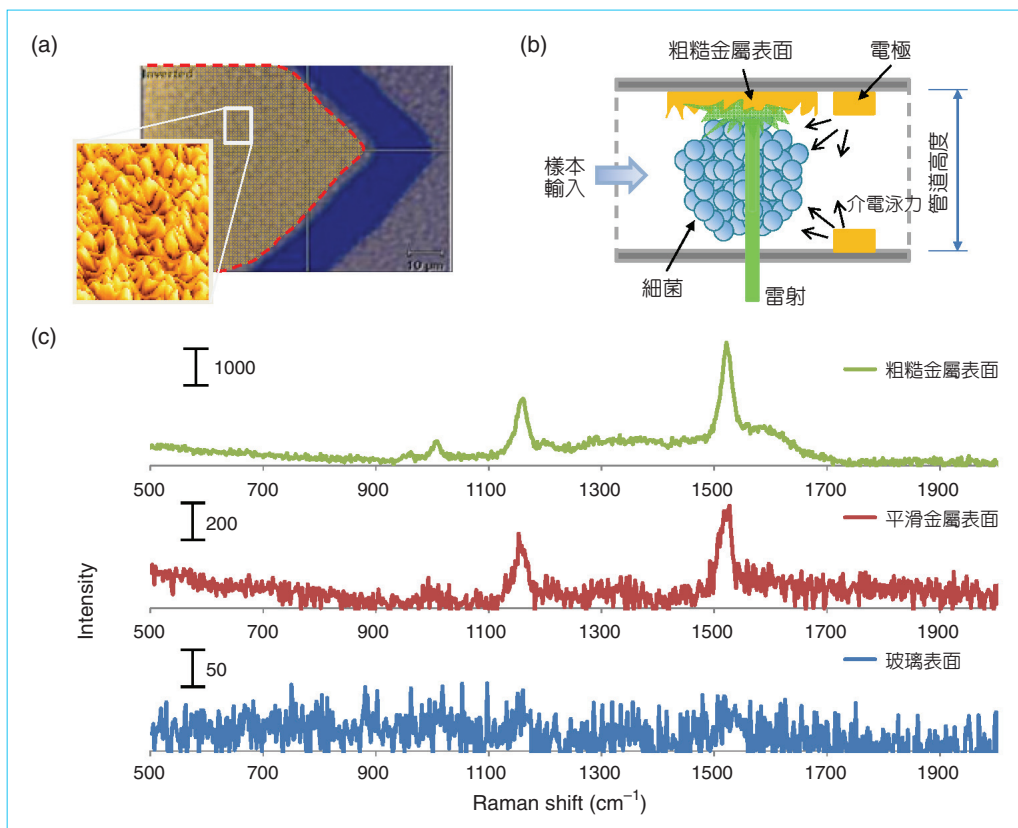 (a)
Inverted
10 μm
(b)
粗糙金屬表面
電極
樣本
輸入
介電泳力
管道高度
細菌
雷射
(c)
1000
粗糙金屬表面
500 700 900 1100 1300 1500 1700 1900
200
平滑金屬表面
500 700 900 1100 1300 1500 1700 1900
50
玻璃表面
500 700 900 1100 1300 1500 1700 1900
Intensity
Raman shift (cm⁻¹)